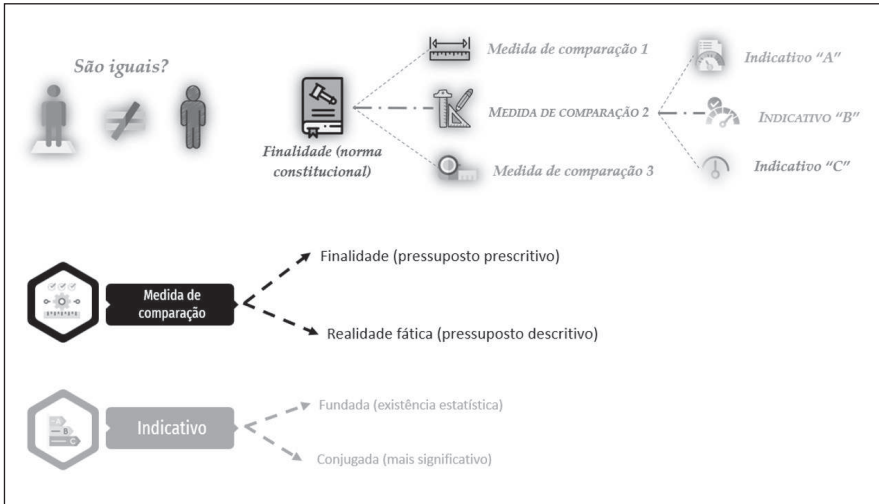 São iguais?
Finalidade (norma
constitucional)
Medida de comparação 1
MEDIDA DE COMPARAÇÃO 2
Medida de comparação 3
Indicativo “A”
INDICATIVO “B”
Indicativo “C”
Medida de
comparação
Finalidade (pressuposto prescritivo)
Realidade fática (pressuposto descritivo)
A
B
C
Indicativo
Fundada (existência estatística)
Conjugada (mais significativo)